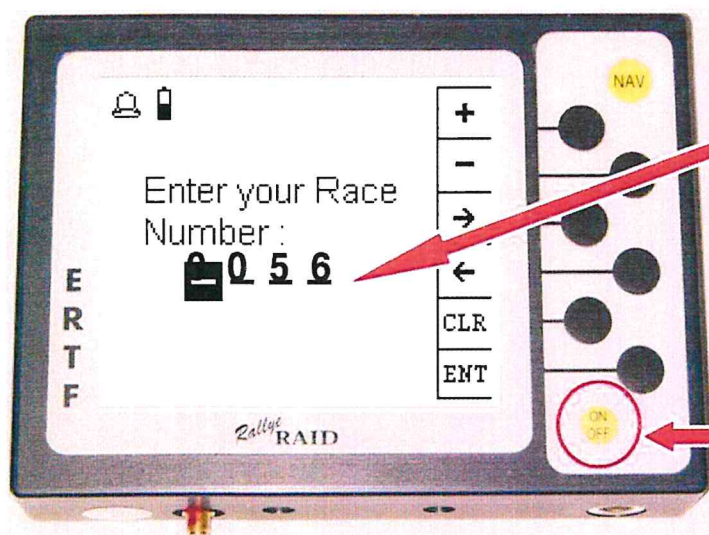 NAV
+
-
Enter your Race
Number :
→
←
0 0 5 6
CLR
ENT
E
R
T
F
ON
OFF
Rallye RAID